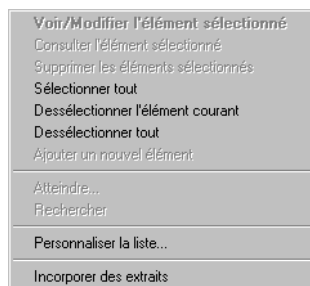 Voir/Modifier l'élément sélectionné
Consulter l'élément sélectionné
Supprimer les éléments sélectionnés
Sélectionner tout
Dessélectionner l'élément courant
Dessélectionner tout
Ajouter un nouvel élément
Atteindre...
Rechercher
Personnaliser la liste...
Incorporer des extraits